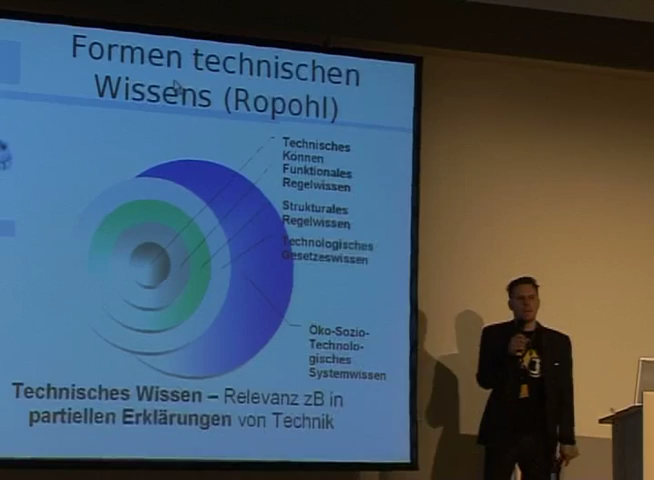 Formen technischen
Wissens (Ropohl)
Technisches
Können
Funktionales
Regelwissen
Strukturales
Regelwissen
Technologisches
Gesetzeswissen
Öko-Sozio-
Technolo-
gisches
Systemwissen
Technisches Wissen – Relevanz zB in
partiellen Erklärungen von Technik